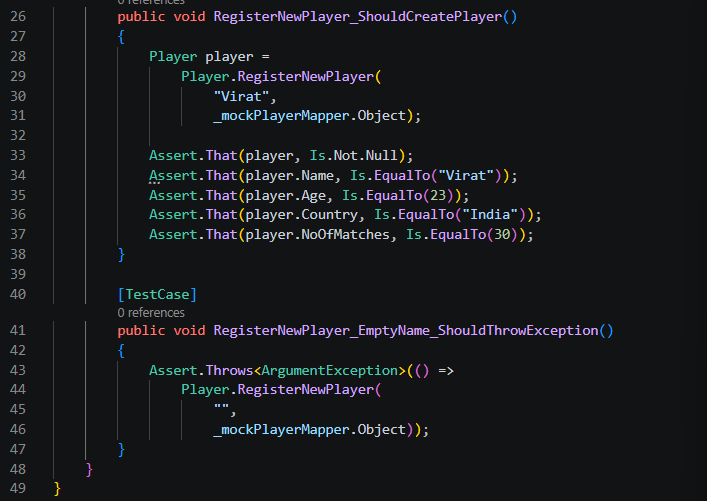 0 references
26 public void RegisterNewPlayer_ShouldCreatePlayer()
27 {
28 Player player =
29 Player.RegisterNewPlayer(
30 "Virat",
31 _mockPlayerMapper.Object);
32
33 Assert.That(player, Is.Not.Null);
34 Assert.That(player.Name, Is.EqualTo("Virat"));
35 Assert.That(player.Age, Is.EqualTo(23));
36 Assert.That(player.Country, Is.EqualTo("India"));
37 Assert.That(player.NoOfMatches, Is.EqualTo(30));
38 }
39
40 [TestCase]
0 references
41 public void RegisterNewPlayer_EmptyName_ShouldThrowException()
42 {
43 Assert.Throws<ArgumentException>(() =>
44 Player.RegisterNewPlayer(
45 "",
46 _mockPlayerMapper.Object));
47 }
48 }
49 }